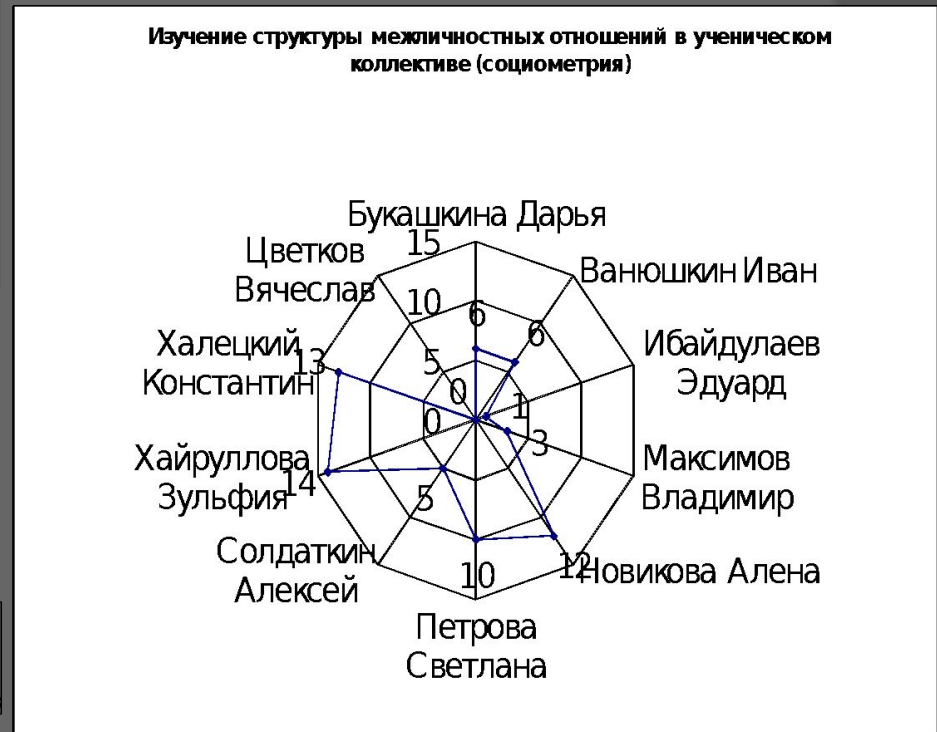 Изучение структуры межличностных отношений в ученическом
коллективе (социометрия)
Букашкина Дарья
15
Цветков
Вячеслав
Ванюшкин Иван
10
6
6
Халецкий
Константин
13
5
Ибайдулаев
Эдуард
0
0
1
3
Хайруллова
Зульфия
14
Максимов
Владимир
5
Солдаткин
Алексей
10
12
Новикова Алена
Петрова
Светлана